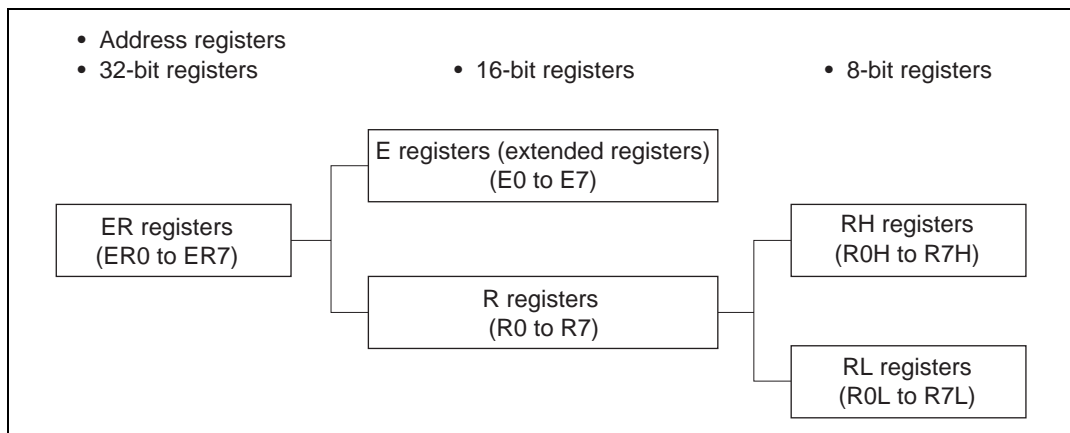 • Address registers
• 32-bit registers
• 16-bit registers
• 8-bit registers
E registers (extended registers)
(E0 to E7)
ER registers
(ER0 to ER7)
RH registers
(R0H to R7H)
R registers
(R0 to R7)
RL registers
(R0L to R7L)